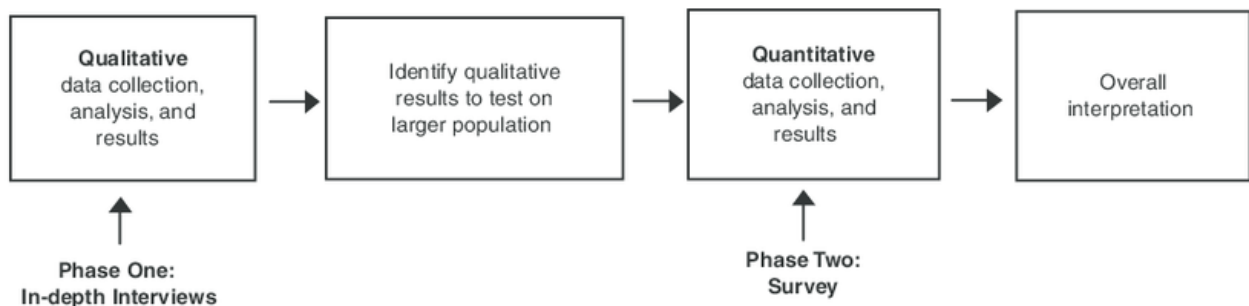 Qualitative
data collection,
analysis, and
results
Identify qualitative
results to test on
larger population
Quantitative
data collection,
analysis, and
results
Overall
interpretation
Phase One:
In-depth Interviews
Phase Two:
Survey